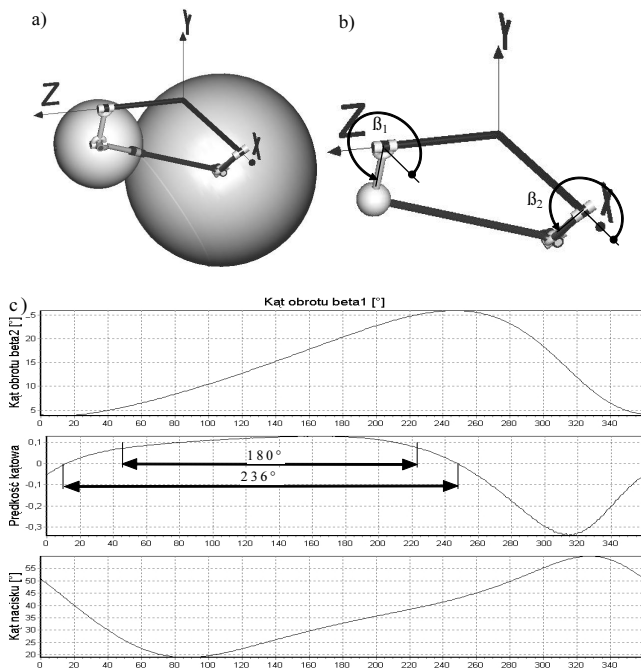 a)
Y
Z
X
b)
Y
Z
ß1
ß2
X
c)
Kąt obrotu beta1 [°]
Kąt obrotu beta2 [°]
5
20
15
10
5
0 20 40 60 80 100 120 140 160 180 200 220 240 260 280 300 320 340
Prędkość kątowa
0,1
0
-0,1
-0,2
-0,3
180°
236°
0 20 40 60 80 100 120 140 160 180 200 220 240 260 280 300 320 340
Kąt nacisku [°]
55
50
45
40
35
30
25
20
0 20 40 60 80 100 120 140 160 180 200 220 240 260 280 300 320 340